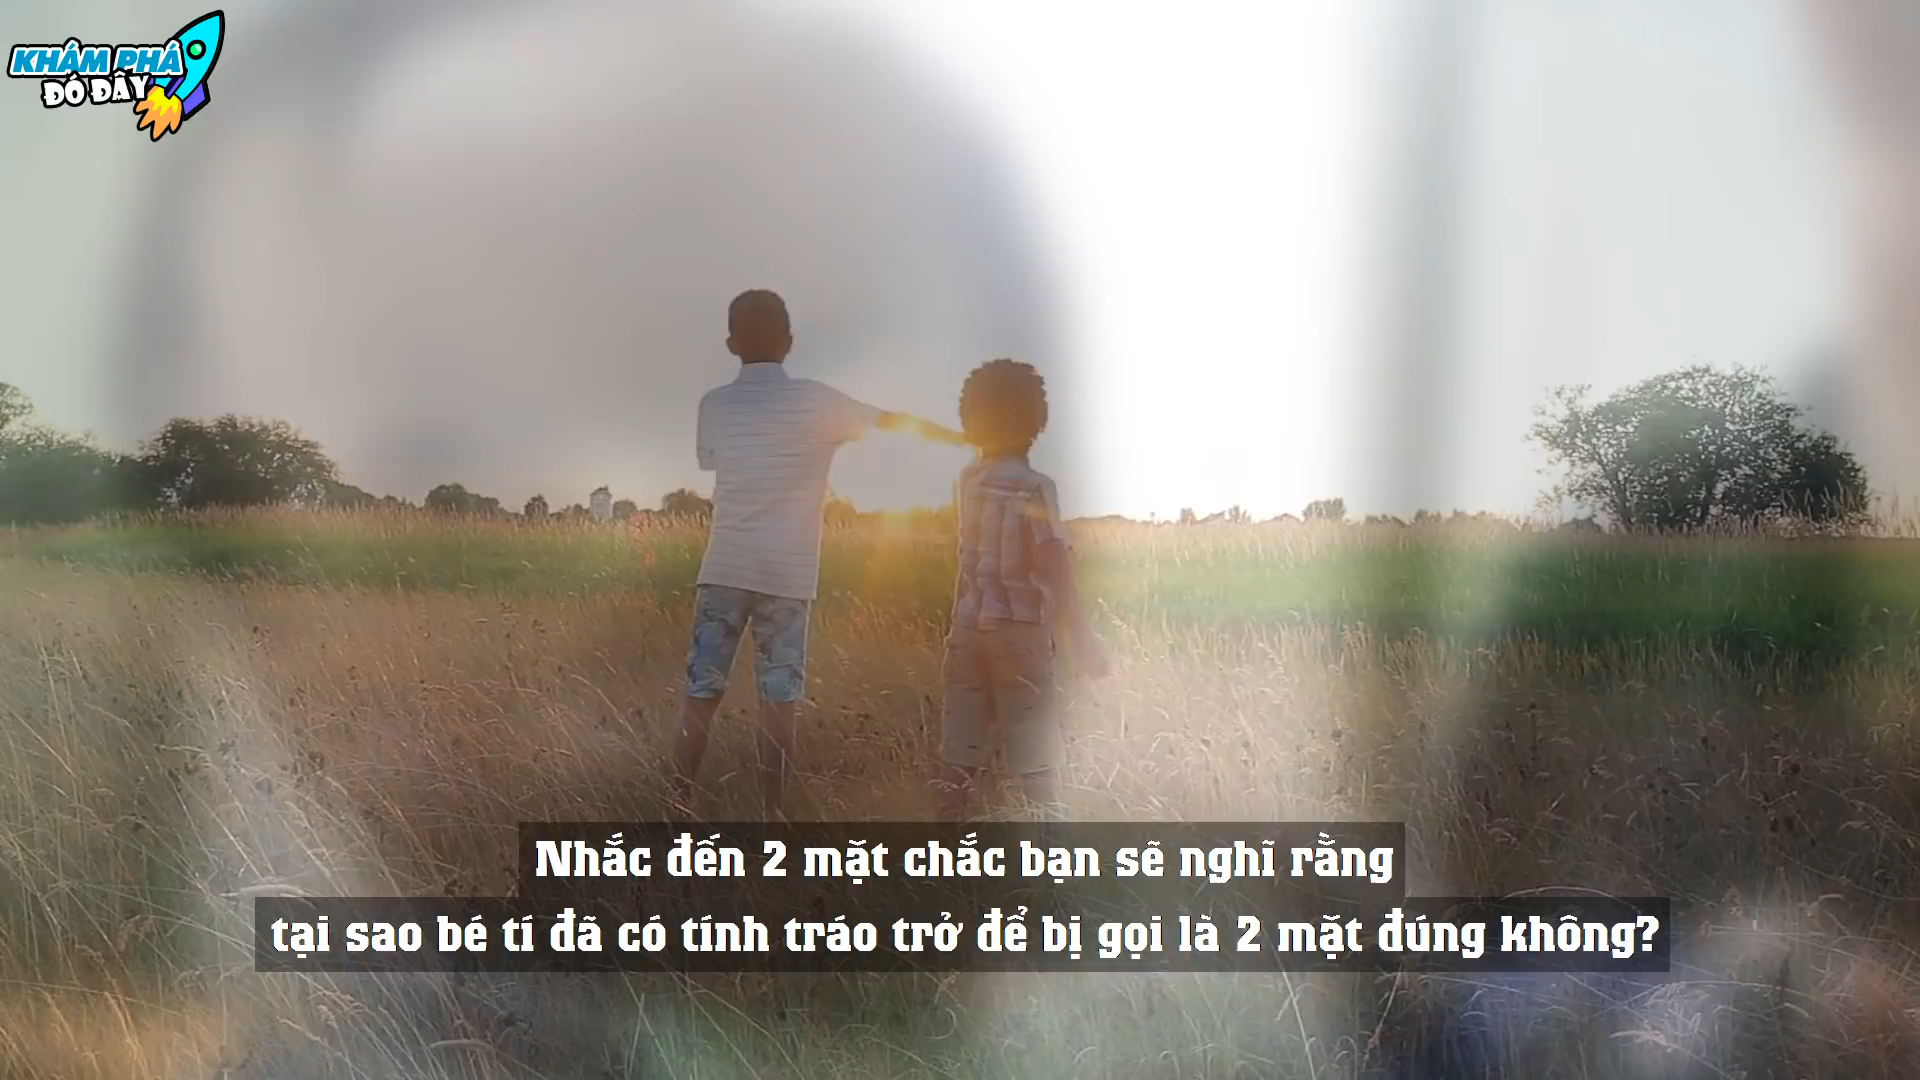 KHÁM PHÁ
ĐÓ ĐÂY
Nhắc đến 2 mặt chắc bạn sẽ nghĩ rằng
tại sao bé tí đã có tính tráo trở để bị gọi là 2 mặt đúng không?